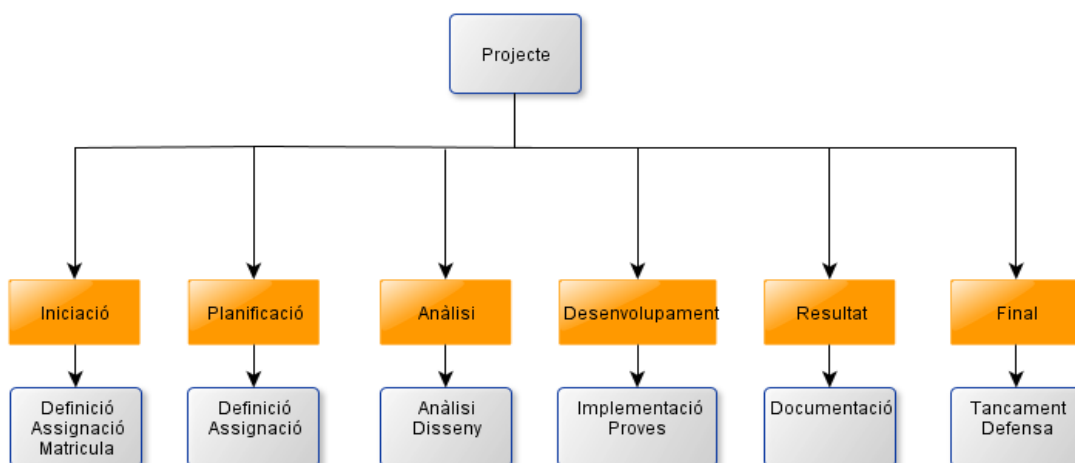 Projecte
Iniciació
Planificació
Anàlisi
Desenvolupament
Resultat
Final
Definició
Assignació
Matricula
Definició
Assignació
Anàlisi
Disseny
Implementació
Proves
Documentació
Tancament
Defensa